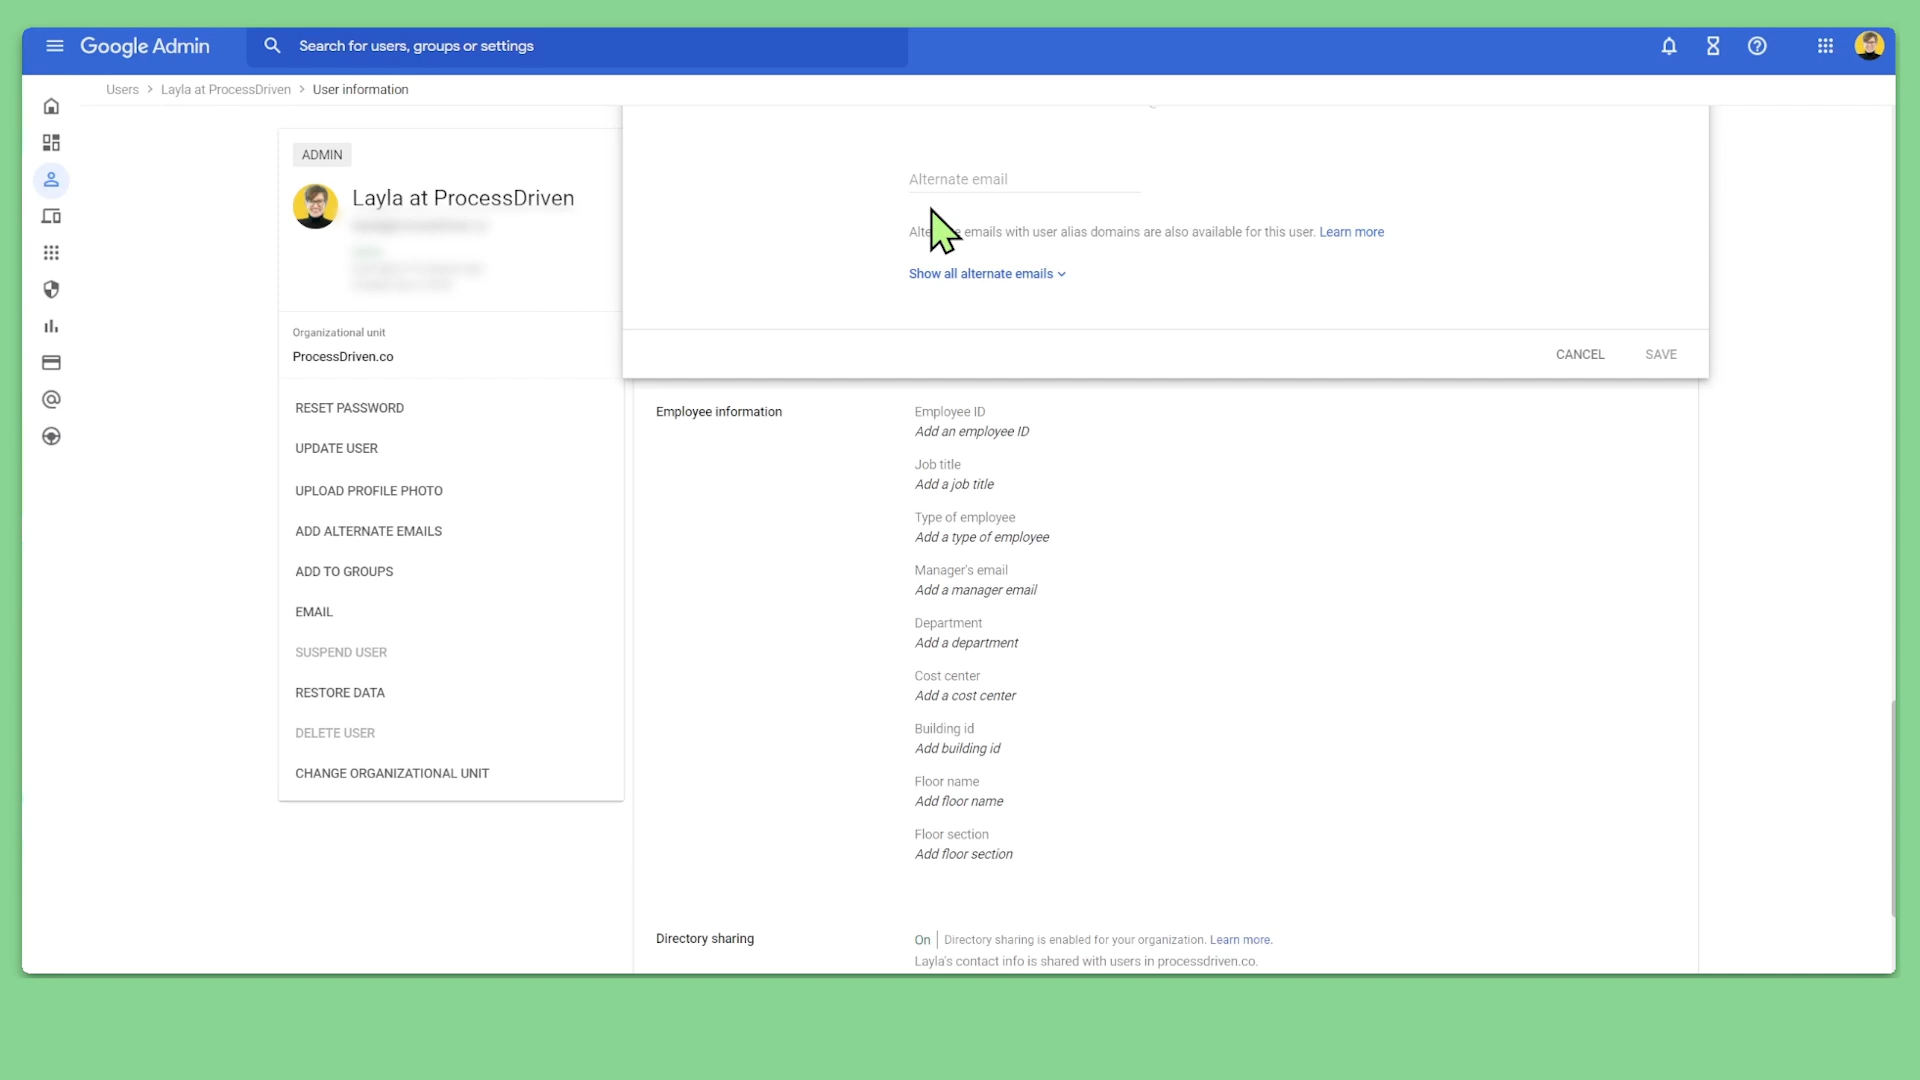 Google Admin
Search for users, groups or settings
Users > Layla at ProcessDriven > User information
ADMIN
Layla at ProcessDriven
Organizational unit
ProcessDriven.co
RESET PASSWORD
UPDATE USER
UPLOAD PROFILE PHOTO
ADD ALTERNATE EMAILS
ADD TO GROUPS
EMAIL
SUSPEND USER
RESTORE DATA
DELETE USER
CHANGE ORGANIZATIONAL UNIT
Alternate email
emails with user alias domains are also available for this user. Learn more
Show all alternate emails
CANCEL
SAVE
Employee information
Employee ID
Add an employee ID
Job title
Add a job title
Type of employee
Add a type of employee
Manager's email
Add a manager email
Department
Add a department
Cost center
Add a cost center
Building id
Add building id
Floor name
Add floor name
Floor section
Add floor section
Directory sharing
On | Directory sharing is enabled for your organization. Learn more.
Layla's contact info is shared with users in processdriven.co.